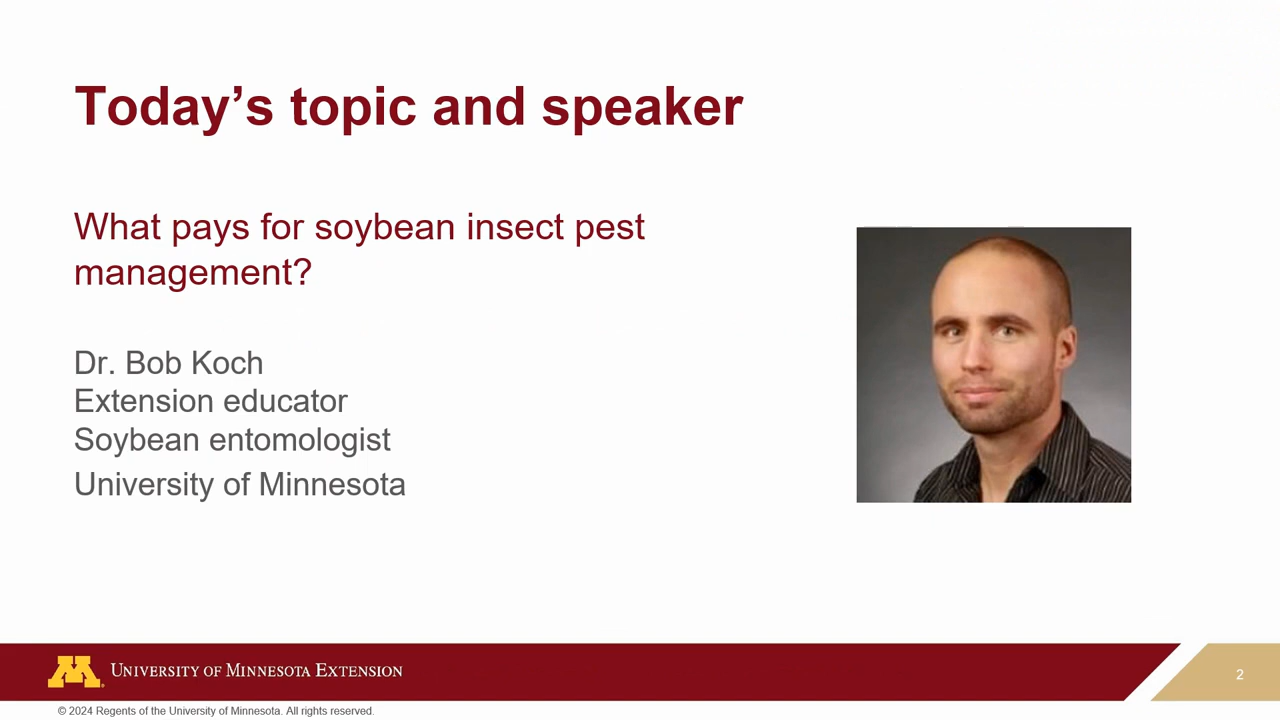 Today’s topic and speaker
What pays for soybean insect pest
management?
Dr. Bob Koch
Extension educator
Soybean entomologist
University of Minnesota
M
UNIVERSITY OF MINNESOTA EXTENSION
2
© 2024 Regents of the University of Minnesota. All rights reserved.